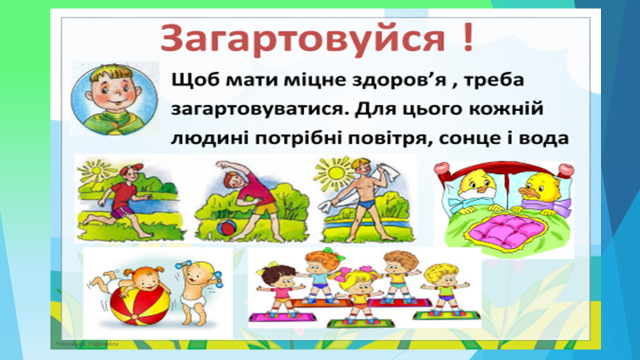 Загартовуйся !
Щоб мати міцне здоров’я , треба
загартовуватися. Для цього кожній
людині потрібні повітря, сонце і вода